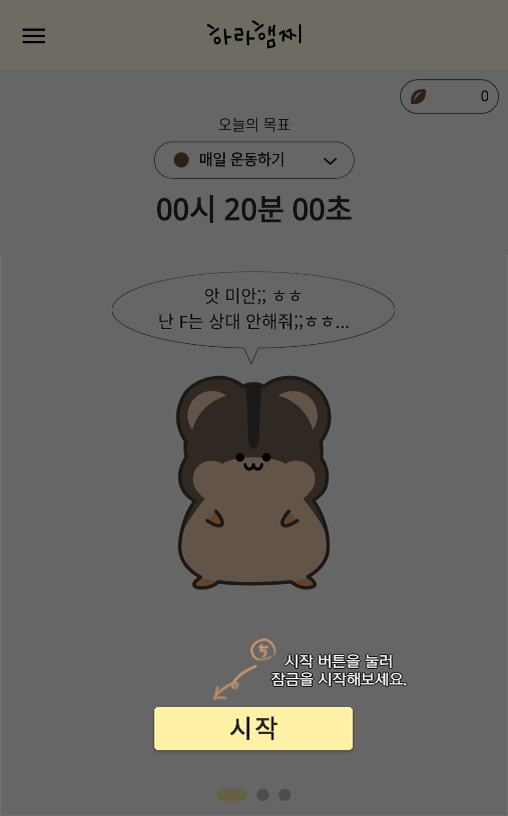 하라햄찌
0
오늘의 목표
매일 운동하기
00시 20분 00초
앗 미안;; ㅎㅎ
난 F는 상대 안해줘;;ㅎㅎ...
5
시작 버튼을 눌러
잠금을 시작해보세요.
시작